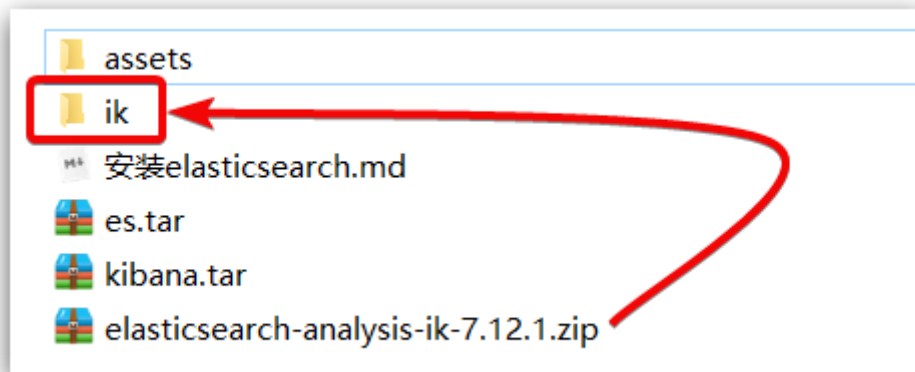 assets
ik
安装elasticsearch.md
es.tar
kibana.tar
elasticsearch-analysis-ik-7.12.1.zip